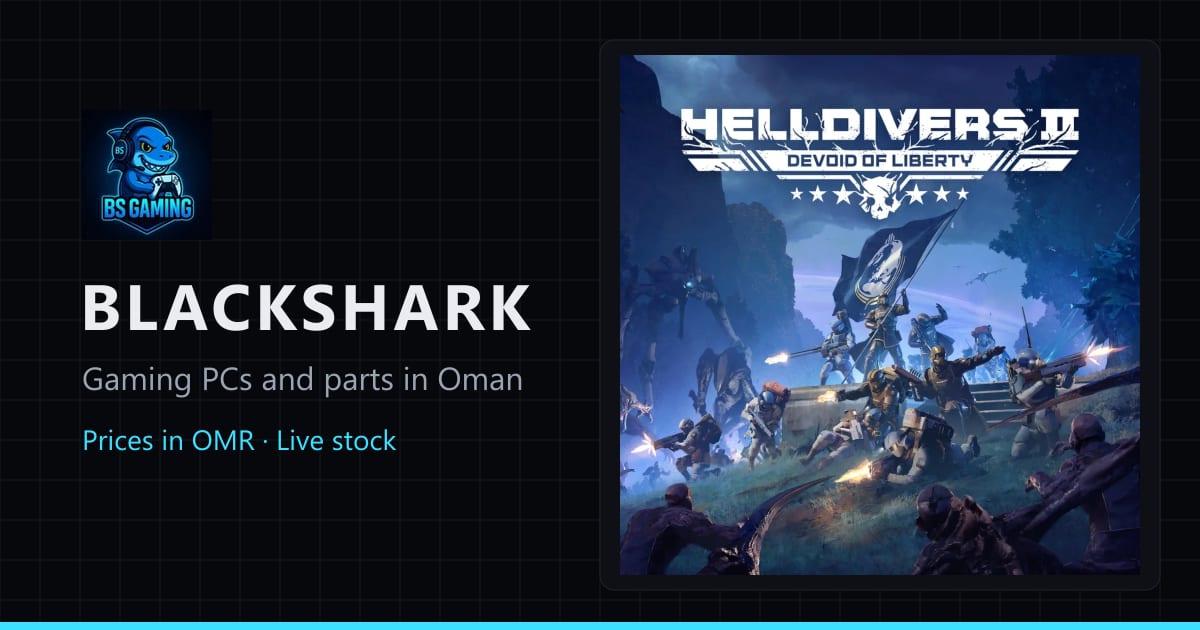 BS
BS GAMING
BLACKSHARK
Gaming PCs and parts in Oman
Prices in OMR · Live stock
HELLDIVERS II™
DEVOID OF LIBERTY